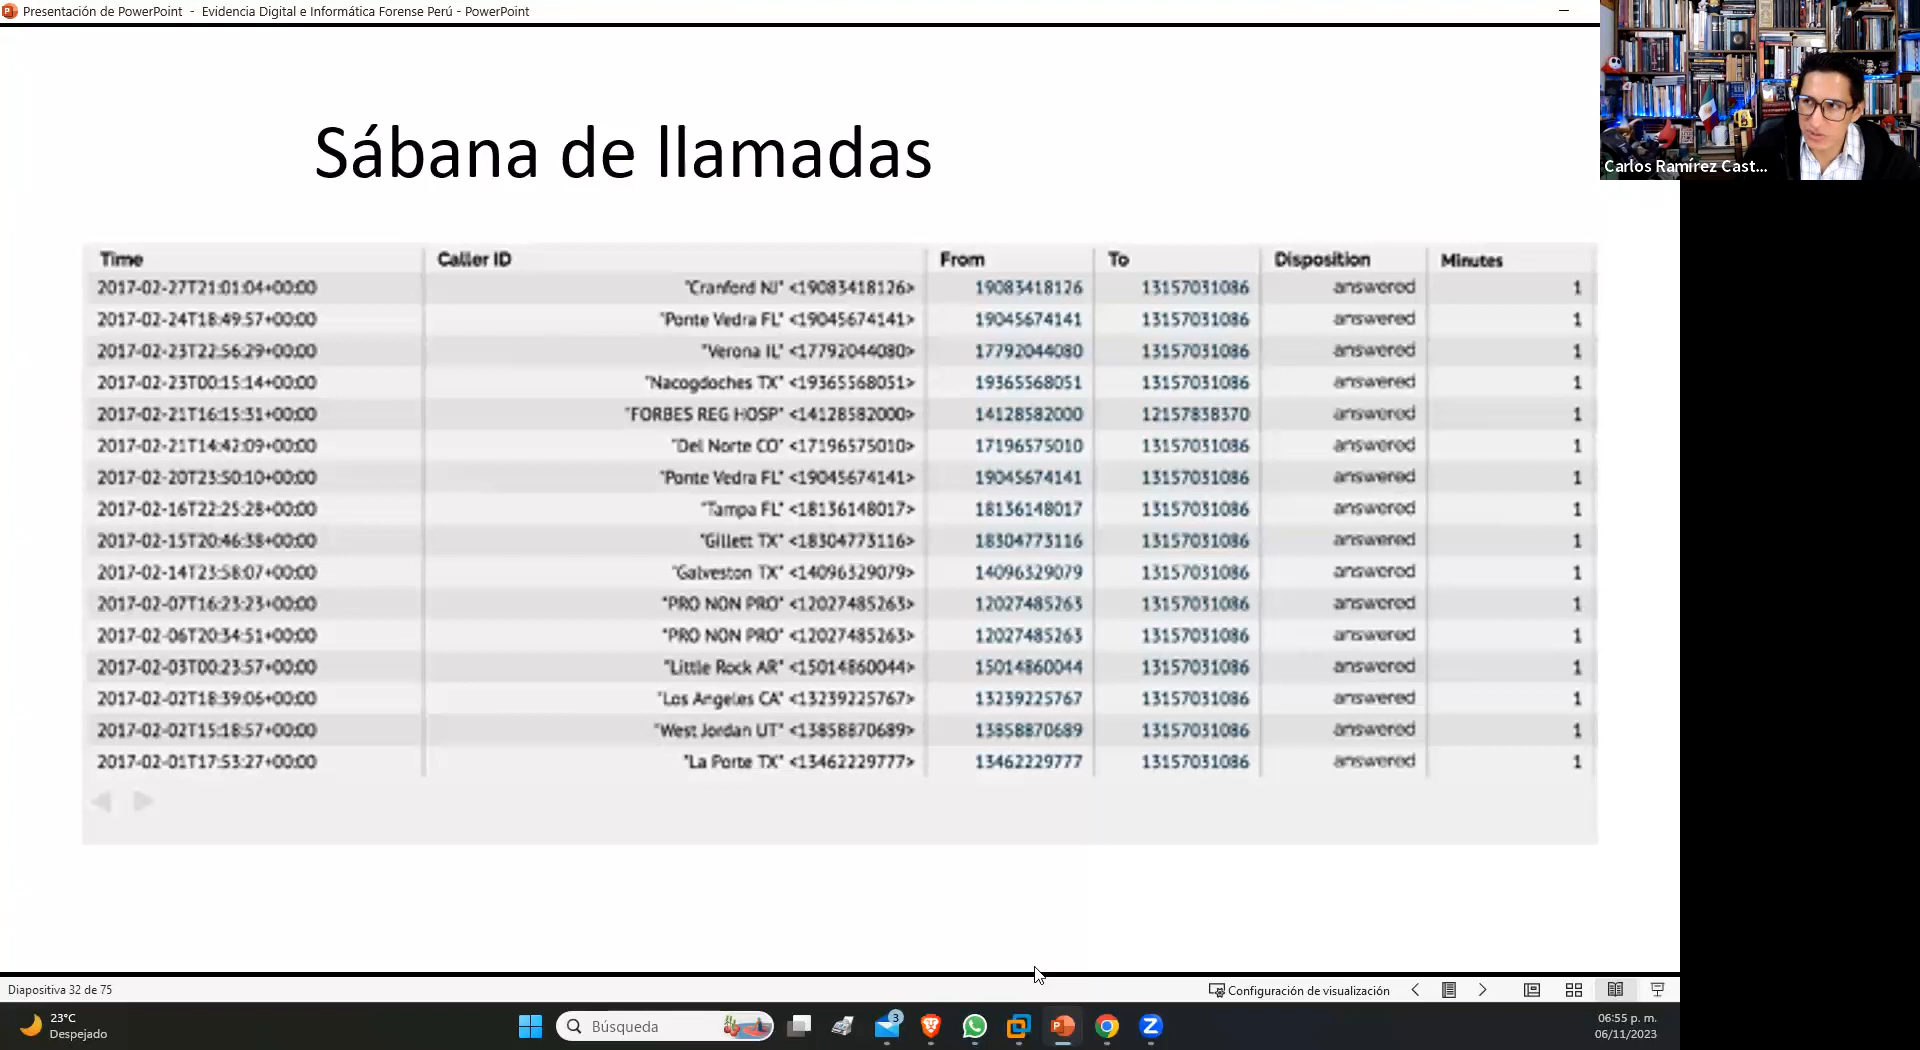 Presentación de PowerPoint - Evidencia Digital e Informática Forense Perú - PowerPoint
Carlos Ramírez Cast...
Sábana de llamadas
Time Caller ID From To Disposition Minutes
2017-02-27T21:01:04+00:00 "Cranford NJ" <19083418126> 19083418126 13157031086 answered 1
2017-02-24T18:49:57+00:00 "Ponte Vedra FL" <19045674141> 19045674141 13157031086 answered 1
2017-02-23T22:56:29+00:00 "Verona IL" <17792044080> 17792044080 13157031086 answered 1
2017-02-23T00:15:14+00:00 "Nacogdoches TX" <19365568051> 19365568051 13157031086 answered 1
2017-02-21T16:15:31+00:00 "FORBES REG HOSP" <14128582000> 14128582000 12157838370 answered 1
2017-02-21T14:42:09+00:00 "Del Norte CO" <17196575010> 17196575010 13157031086 answered 1
2017-02-20T23:50:10+00:00 "Ponte Vedra FL" <19045674141> 19045674141 13157031086 answered 1
2017-02-16T22:25:28+00:00 "Tampa FL" <18136148017> 18136148017 13157031086 answered 1
2017-02-15T20:46:38+00:00 "Gillett TX" <18304773116> 18304773116 13157031086 answered 1
2017-02-14T23:58:07+00:00 "Galveston TX" <14096329079> 14096329079 13157031086 answered 1
2017-02-07T16:23:23+00:00 "PRO NON PRO" <12027485263> 12027485263 13157031086 answered 1
2017-02-06T20:34:51+00:00 "PRO NON PRO" <12027485263> 12027485263 13157031086 answered 1
2017-02-03T00:23:57+00:00 "Little Rock AR" <15014860044> 15014860044 13157031086 answered 1
2017-02-02T18:39:06+00:00 "Los Angeles CA" <13239225767> 13239225767 13157031086 answered 1
2017-02-02T15:18:57+00:00 "West Jordan UT" <13858870689> 13858870689 13157031086 answered 1
2017-02-01T17:53:27+00:00 "La Porte TX" <13462229777> 13462229777 13157031086 answered 1
Diapositiva 32 de 75 Configuración de visualización
23°C
Despejado
Búsqueda
3
06:55 p. m.
06/11/2023